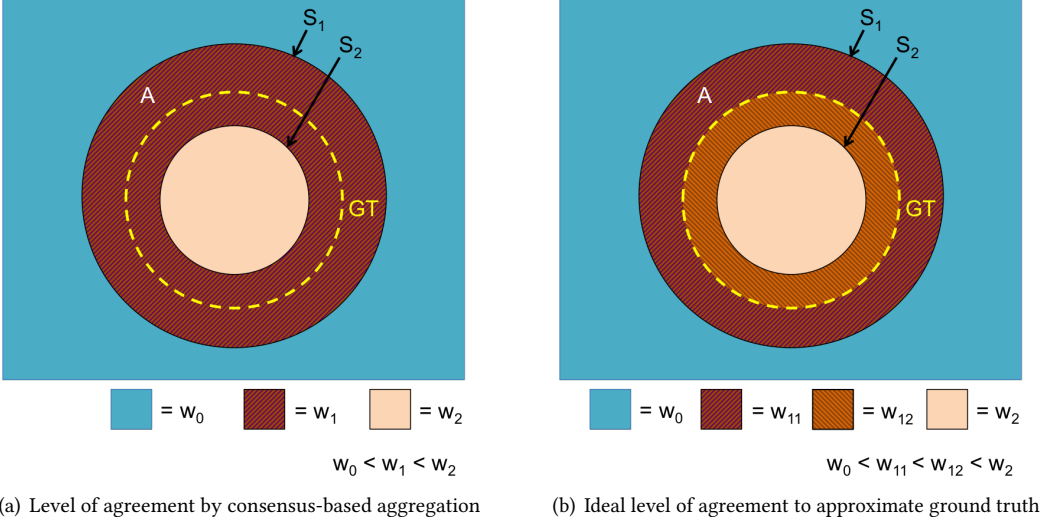 S1
S2
A
GT
= w0
= w1
= w2
w0 < w1 < w2
(a) Level of agreement by consensus-based aggregation
S1
S2
A
GT
= w0
= w11
= w12
= w2
w0 < w11 < w12 < w2
(b) Ideal level of agreement to approximate ground truth